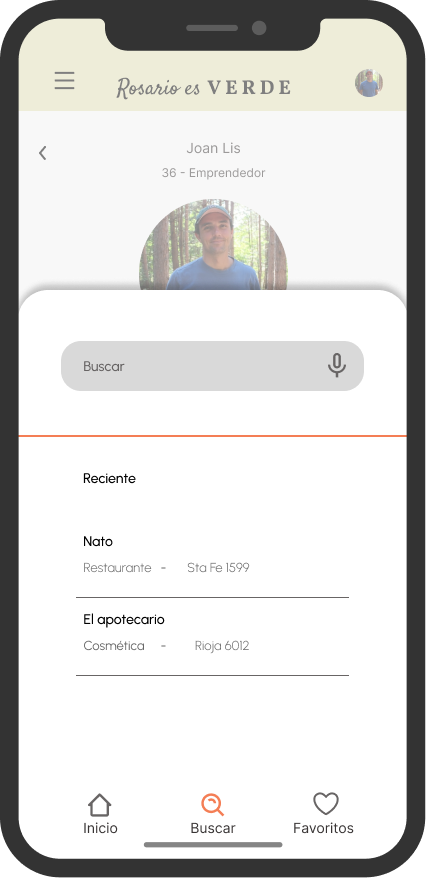 Rosario es VERDE
Joan Lis
36 - Emprendedor
Buscar
Reciente
Nato
Restaurante - Sta Fe 1599
El apotecario
Cosmética - Rioja 6012
Inicio Buscar Favoritos